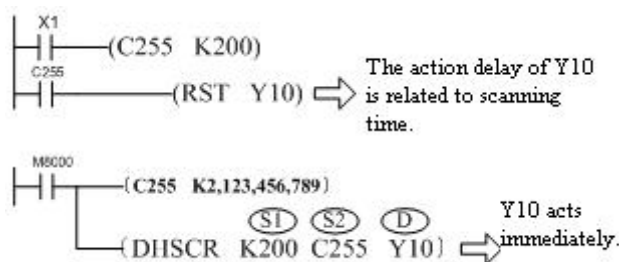 X1
(C255 K200)
C255
(RST Y10)
The action delay of Y10
is related to scanning
time.
M8000
(C255 K2,123,456,789)
S1 S2 D
(DHSCR K200 C255 Y10)
Y10 acts
immediately.